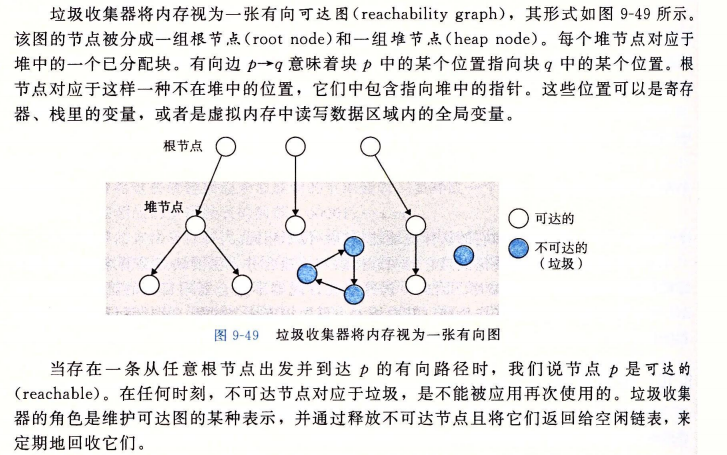 垃圾收集器将内存视为一张有向可达图(reachability graph)，其形式如图 9-49 所示。
该图的节点被分成一组根节点(root node)和一组堆节点(heap node)。每个堆节点对应于
堆中的一个已分配块。有向边 p→q 意味着块 p 中的某个位置指向块 q 中的某个位置。根
节点对应于这样一种不在堆中的位置，它们中包含指向堆中的指针。这些位置可以是寄存
器、栈里的变量，或者是虚拟内存中读写数据区域内的全局变量。
根节点
堆节点
可达的
不可达的
（垃圾）
图 9-49 垃圾收集器将内存视为一张有向图
当存在一条从任意根节点出发并到达 p 的有向路径时，我们说节点 p 是可达的
(reachable)。在任何时刻，不可达节点对应于垃圾，是不能被应用再次使用的。垃圾收集
器的角色是维护可达图的某种表示，并通过释放不可达节点且将它们返回给空闲链表，来
定期地回收它们。